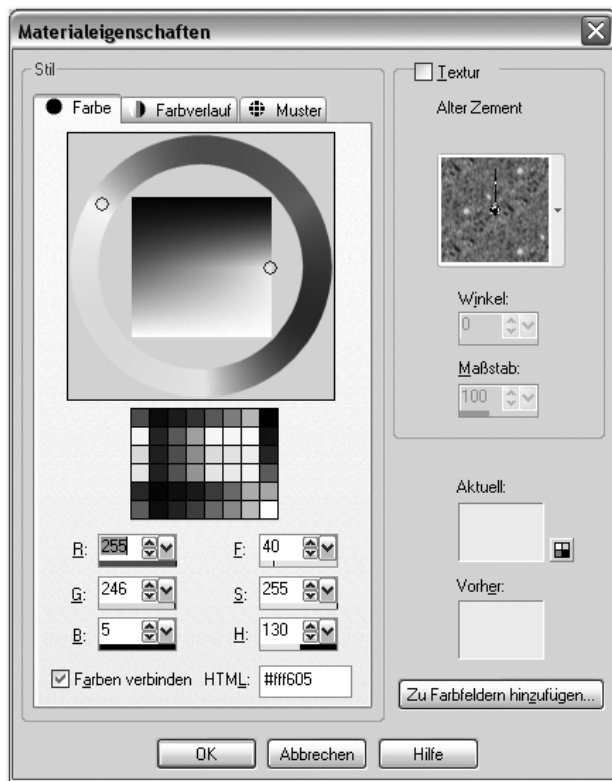 Materialeigenschaften
Stil
Farbe
Farbverlauf
Muster
R: 255
F: 40
G: 246
S: 255
B: 5
H: 130
Farben verbinden HTML: #fff605
Textur
Alter Zement
Winkel:
0
Maßstab:
100
Aktuell:
Vorher:
Zu Farbfeldern hinzufügen...
OK
Abbrechen
Hilfe